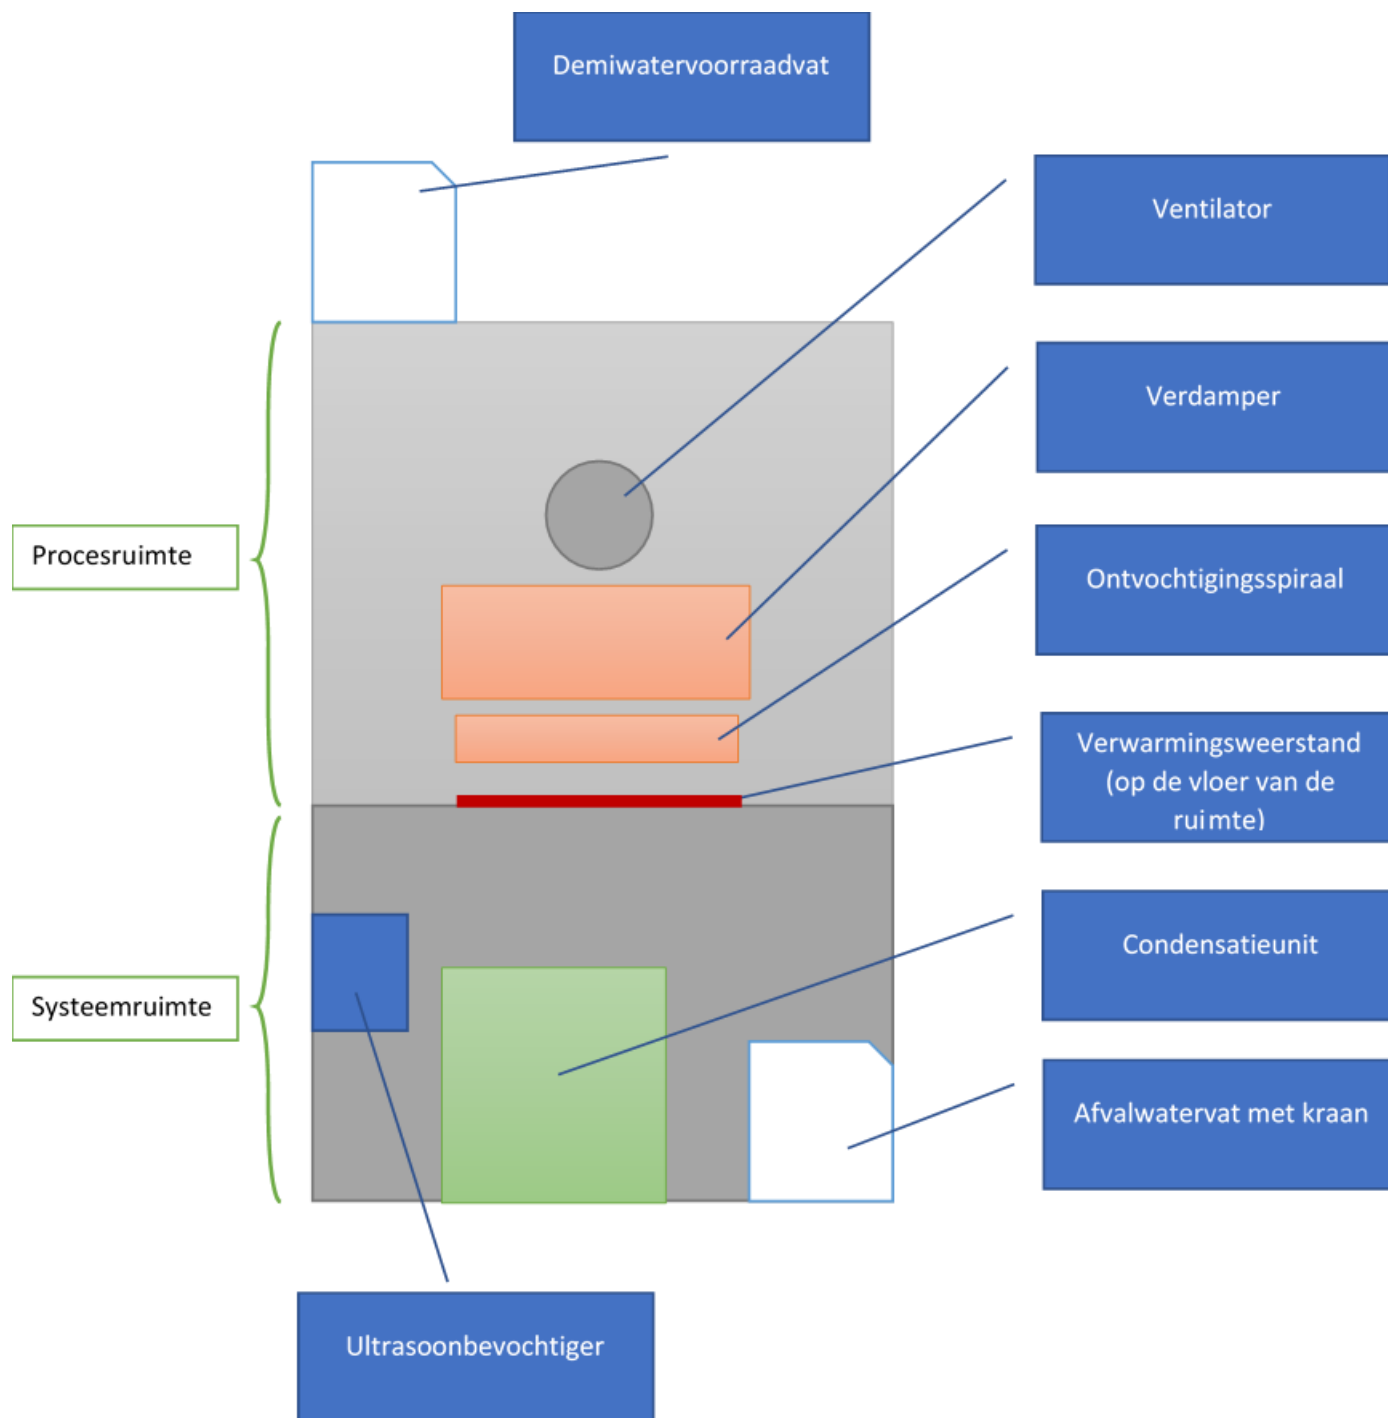 Demiwatervoorraadvat
Ventilator
Verdamper
Procesruimte
Ontvochtigingsspiraal
Verwarmingsweerstand
(op de vloer van de
ruimte)
Condensatieunit
Systeemruimte
Afvalwatervat met kraan
Ultrasoonbevochtiger